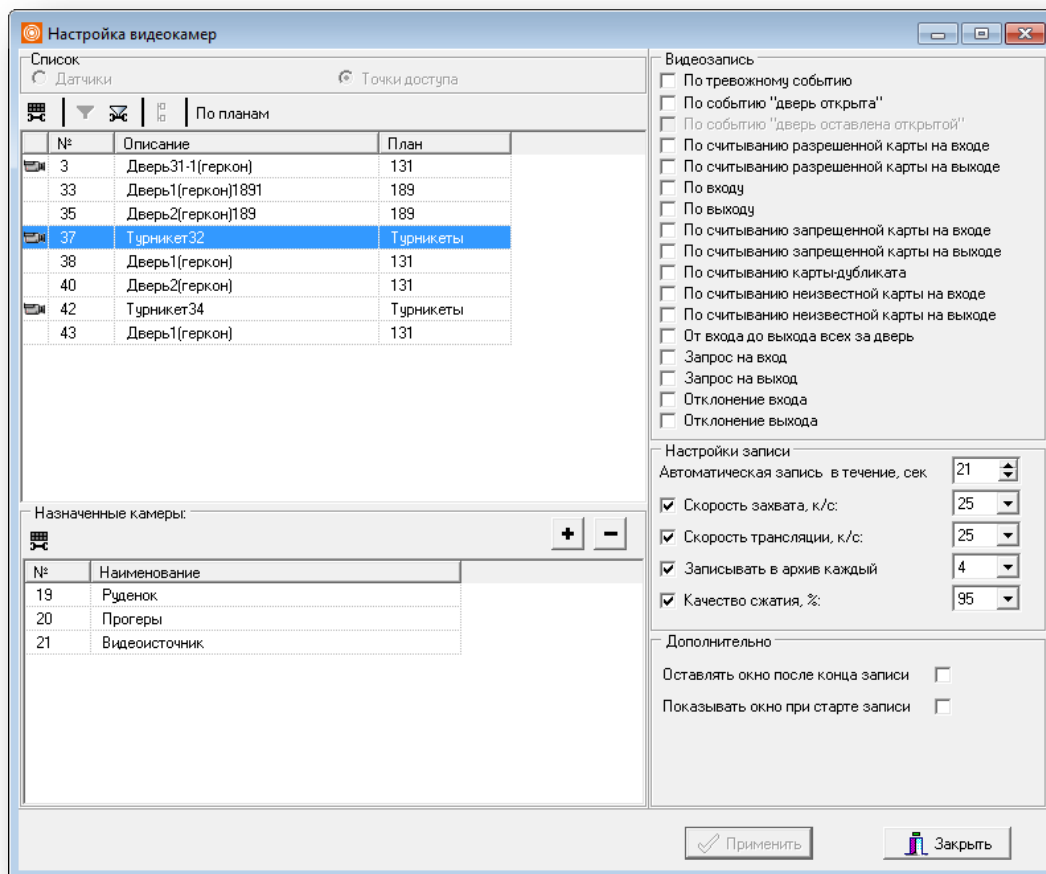 Настройка видеокамер
Список
Датчики
Точки доступа
По планам
№ Описание План
3 Дверь31-1(геркон) 131
33 Дверь1(геркон)1891 189
35 Дверь2(геркон)189 189
37 Турникет32 Турникеты
38 Дверь1(геркон) 131
40 Дверь2(геркон) 131
42 Турникет34 Турникеты
43 Дверь1(геркон) 131
Назначенные камеры:
№ Наименование
19 Руденок
20 Прогеры
21 Видеоисточник
Видеозапись
По тревожному событию
По событию "дверь открыта"
По событию "дверь оставлена открытой"
По считыванию разрешенной карты на входе
По считыванию разрешенной карты на выходе
По входу
По выходу
По считыванию запрещенной карты на входе
По считыванию запрещенной карты на выходе
По считыванию карты-дубликата
По считыванию неизвестной карты на входе
По считыванию неизвестной карты на выходе
От входа до выхода всех за дверь
Запрос на вход
Запрос на выход
Отклонение входа
Отклонение выхода
Настройки записи
Автоматическая запись в течение, сек 21
Скорость захвата, к/с: 25
Скорость трансляции, к/с: 25
Записывать в архив каждый 4
Качество сжатия, %: 95
Дополнительно
Оставлять окно после конца записи
Показывать окно при старте записи
Применить
Закрыть